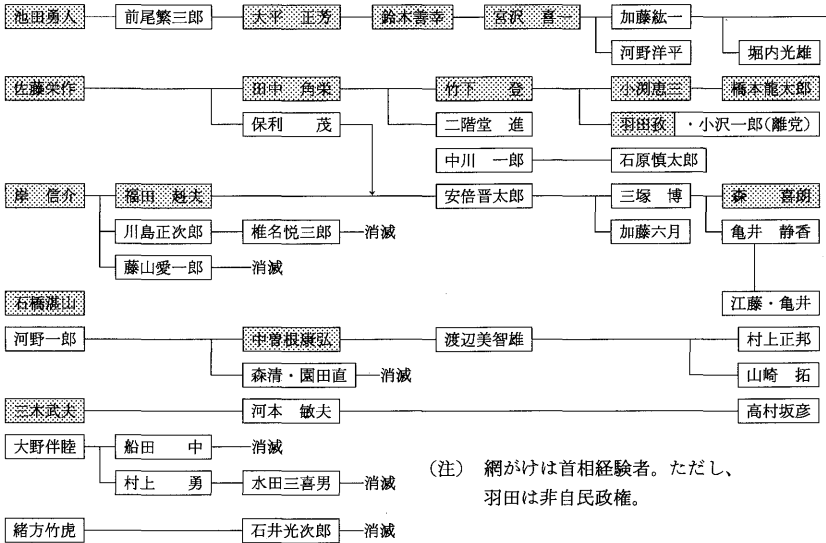 池田勇人 前尾繁三郎 大平 正芳 鈴木善幸 宮沢 喜一 加藤紘一
河野洋平 堀内光雄
佐藤栄作 田中 角栄 竹下 登 小渕恵三 橋本龍太郎
保利 茂 二階堂 進 羽田孜 ・小沢一郎(離党)
中川 一郎 石原慎太郎
岸 信介 福田 赳夫 安倍晋太郎 三塚 博 森 喜朗
川島正次郎 椎名悦三郎 消滅 加藤六月 亀井 静香
藤山愛一郎 消滅
石橋湛山 江藤・亀井
河野一郎 中曽根康弘 渡辺美智雄 村上正邦
森清・園田直 消滅 山崎 拓
三木武夫 河本 敏夫 高村坂彦
大野伴睦 船田 中 消滅
村上 勇 水田三喜男 消滅
緒方竹虎 石井光次郎 消滅
(注) 網がけは首相経験者。ただし、
羽田は非自民政権。